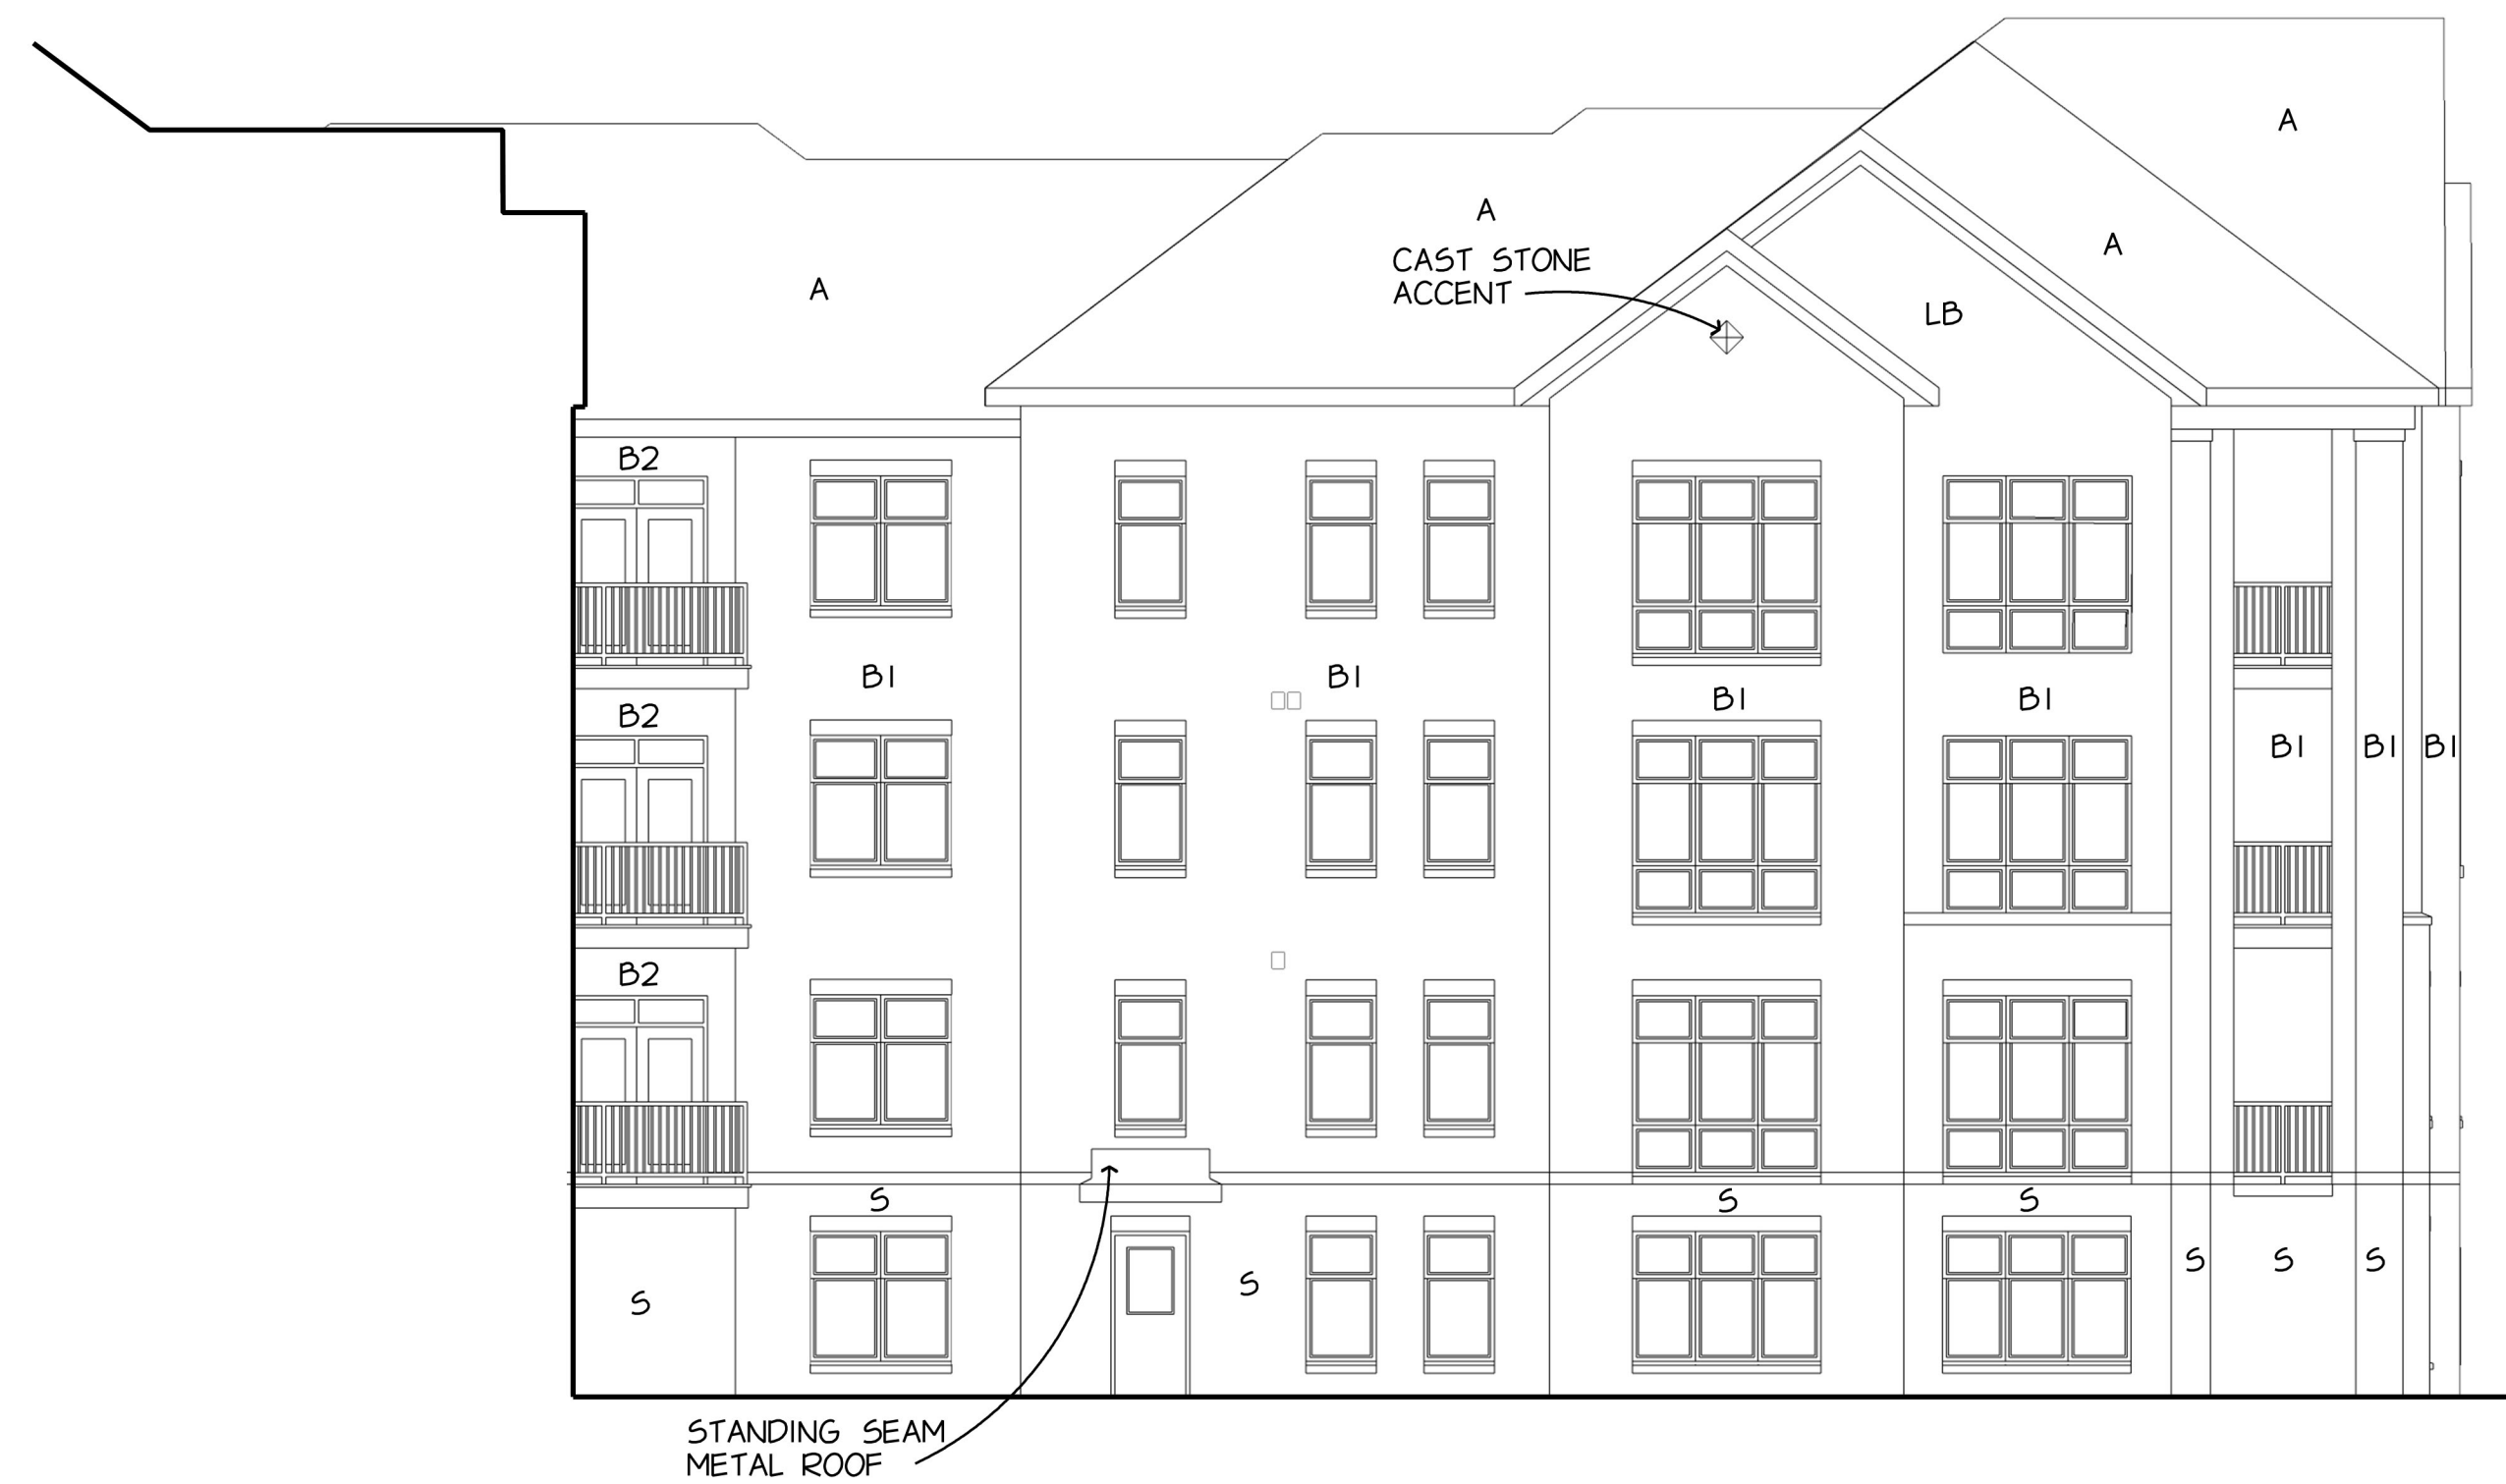 A
A
CAST STONE
ACCENT
A
A
LB
B2
B1
B1
B1
B1
B2
B1
B1
B1
B2
S
S
S
S
S
S
S
S
STANDING SEAM
METAL ROOF